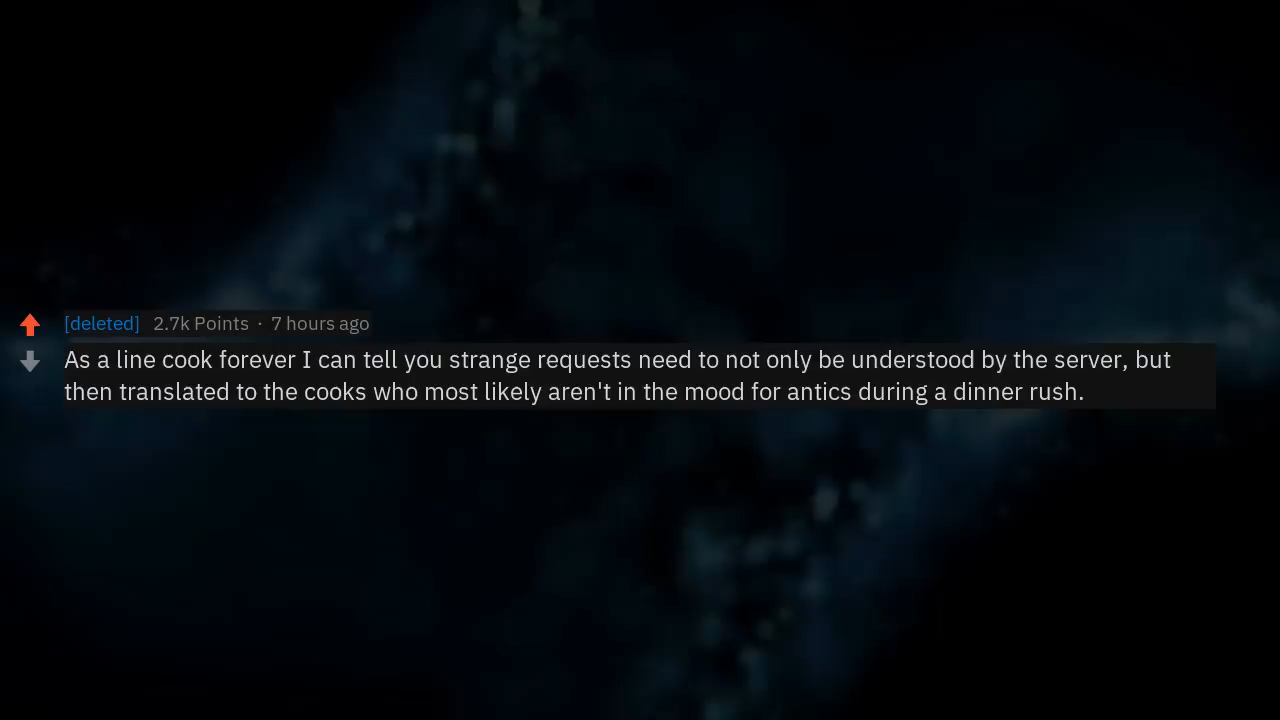 [deleted] 2.7k Points · 7 hours ago
As a line cook forever I can tell you strange requests need to not only be understood by the server, but
then translated to the cooks who most likely aren't in the mood for antics during a dinner rush.